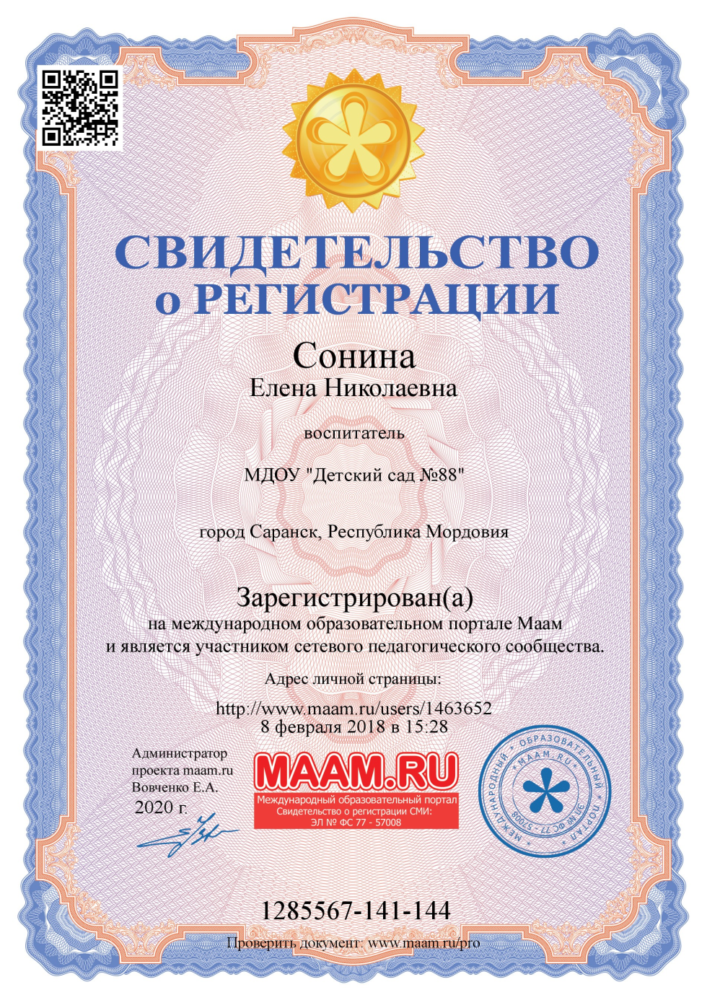 СВИДЕТЕЛЬСТВО
о РЕГИСТРАЦИИ
Сонина
Елена Николаевна
воспитатель
МДОУ "Детский сад №88"
город Саранск, Республика Мордовия
Зарегистрирован(а)
на международном образовательном портале Маам
и является участником сетевого педагогического сообщества.
Адрес личной страницы:
http://www.maam.ru/users/1463652
8 февраля 2018 в 15:28
Администратор
проекта maam.ru
Вовченко Е.А.
2020 г.
MAAM.RU
Международный образовательный портал
Свидетельство о регистрации СМИ:
ЭЛ № ФС 77 - 57008
* МЕЖДУНАРОДНЫЙ * ОБРАЗОВАТЕЛЬНЫЙ * ПОРТАЛ *
* MAAM.RU *
ЭЛ № ФС 77 - 57008
1285567-141-144
Проверить документ: www.maam.ru/pro